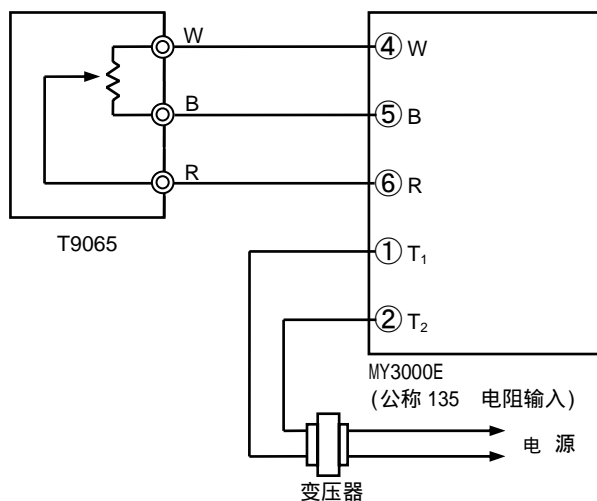 W
④ W
B
⑤ B
R
⑥ R
T9065
① T₁
② T₂
MY3000E
(公称 135 电阻输入)
电 源
变压器